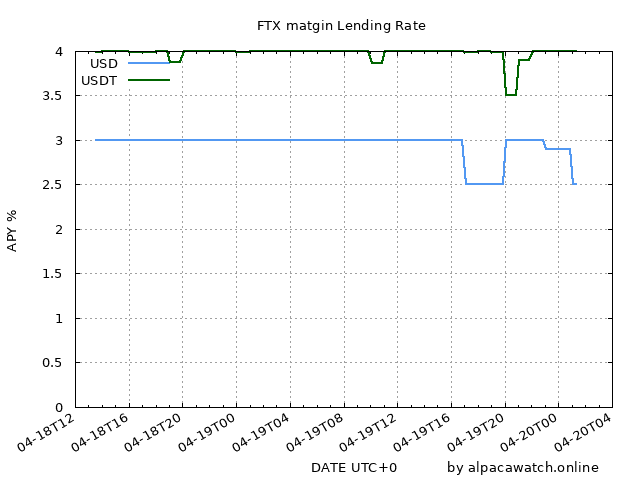 FTX matgin Lending Rate
4
USD
USDT
3.5
3
2.5
2
APY %
1.5
1
0.5
0
04-18T12
04-18T16
04-18T20
04-19T00
04-19T04
04-19T08
04-19T12
04-19T16
04-19T20
04-20T00
04-20T04
DATE UTC+0
by alpacawatch.online